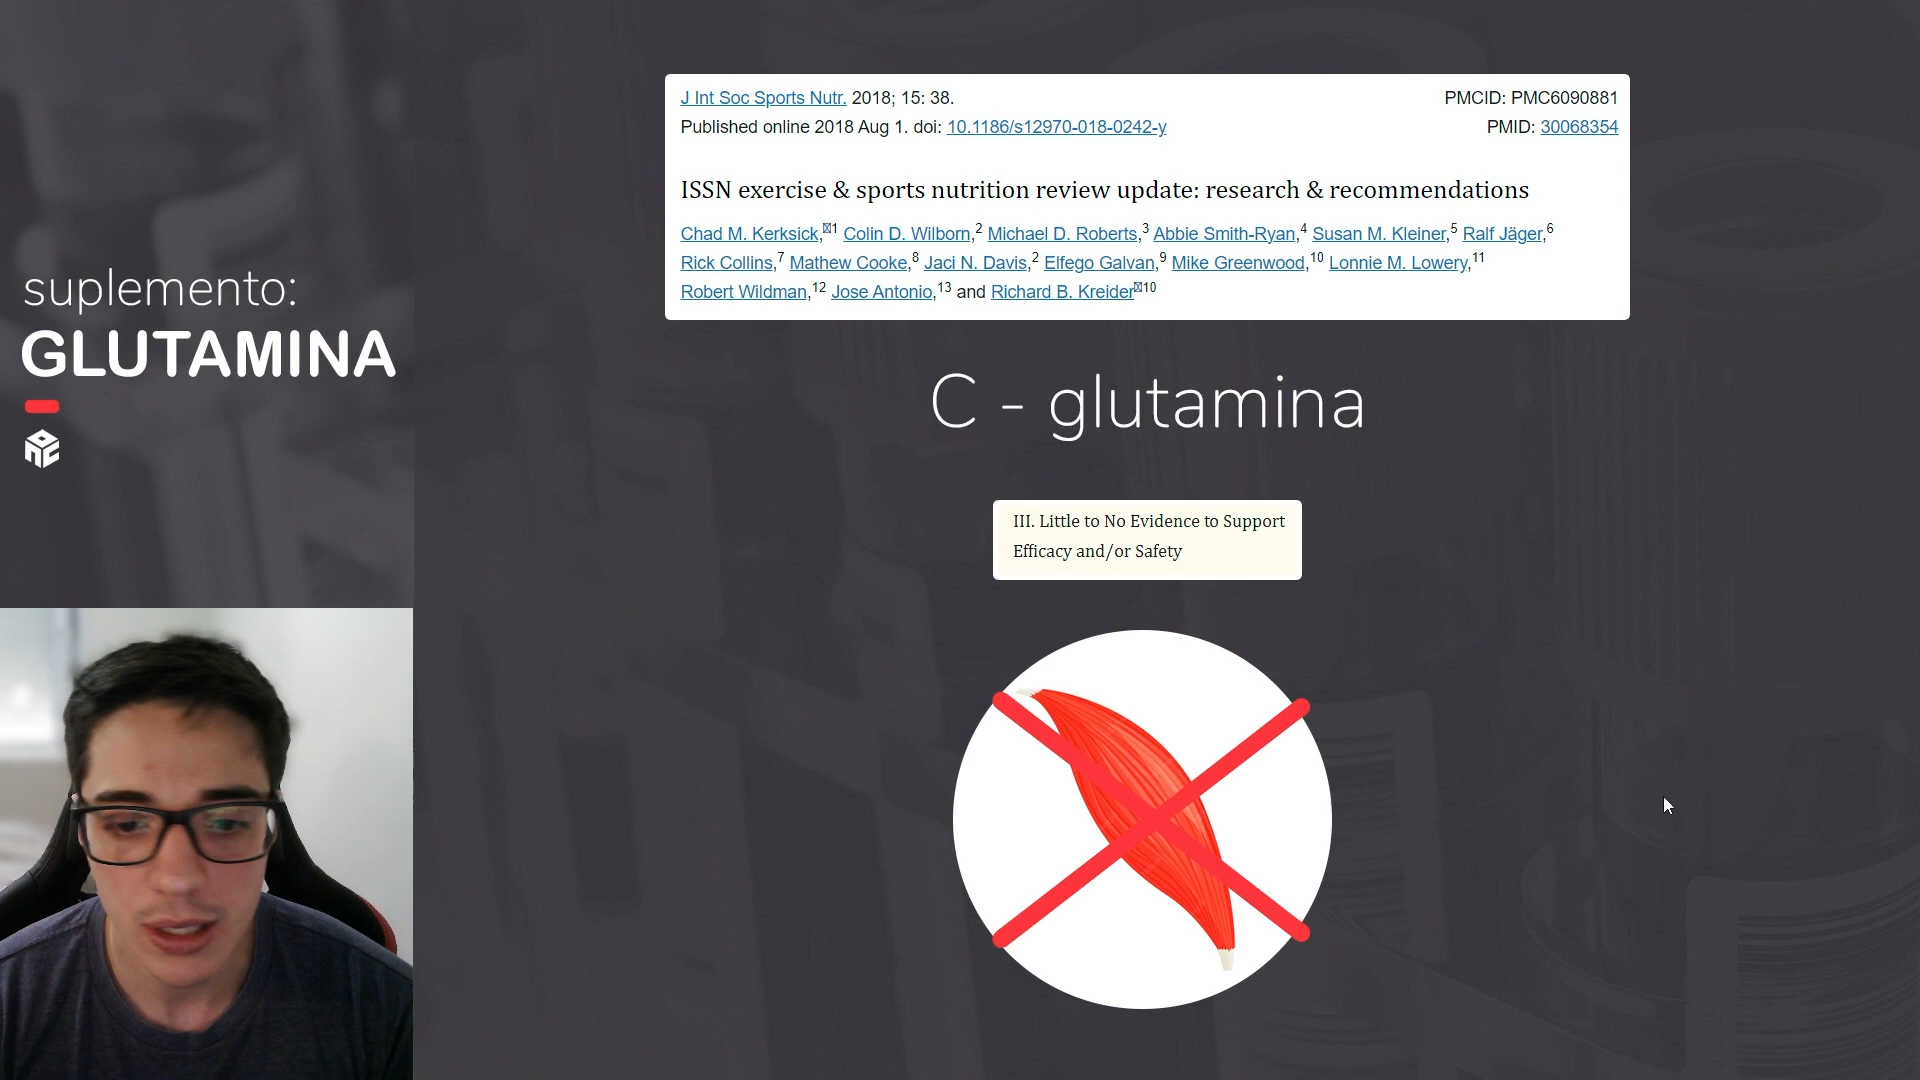 suplemento:
GLUTAMINA
J Int Soc Sports Nutr. 2018; 15: 38.
PMCID: PMC6090881
Published online 2018 Aug 1. doi: 10.1186/s12970-018-0242-y
PMID: 30068354
ISSN exercise & sports nutrition review update: research & recommendations
Chad M. Kerksick,1 Colin D. Wilborn,2 Michael D. Roberts,3 Abbie Smith-Ryan,4 Susan M. Kleiner,5 Ralf Jäger,6
Rick Collins,7 Mathew Cooke,8 Jaci N. Davis,2 Elfego Galvan,9 Mike Greenwood,10 Lonnie M. Lowery,11
Robert Wildman,12 Jose Antonio,13 and Richard B. Kreider10
C - glutamina
III. Little to No Evidence to Support
Efficacy and/or Safety